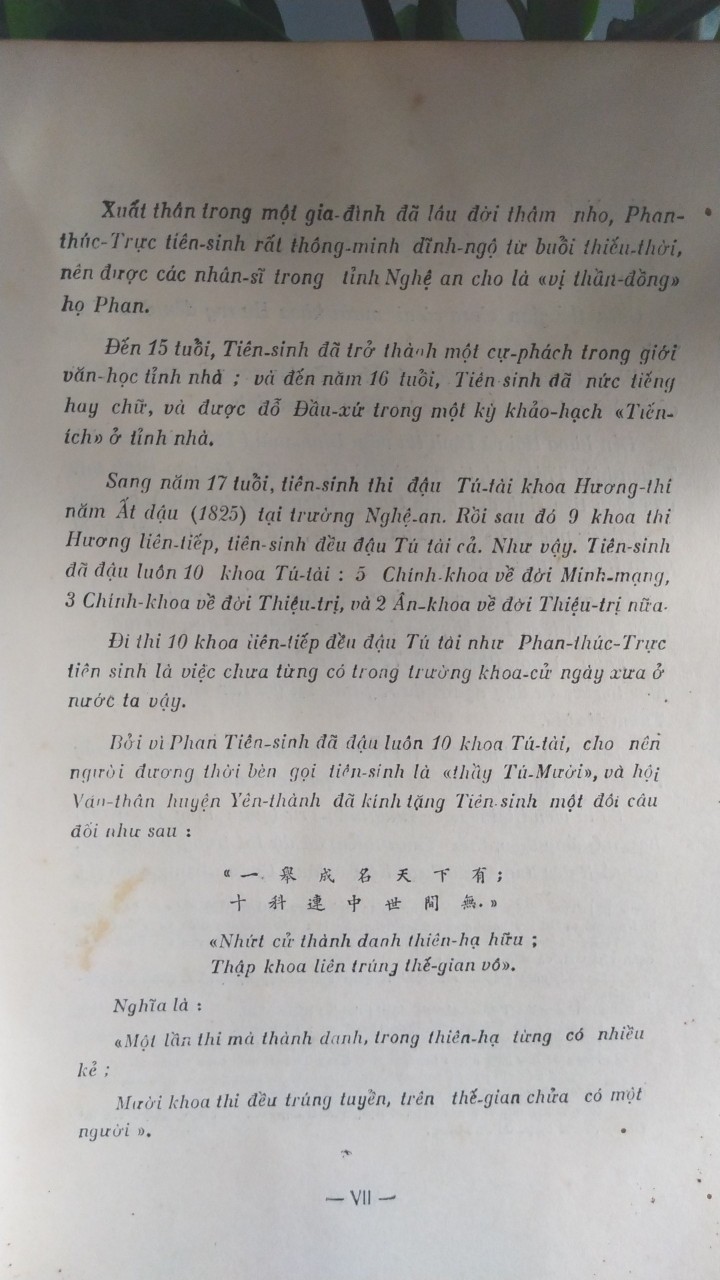 Xuất thân trong một gia-đình đã lâu đời thâm nho, Phan-
thúc-Trực tiên-sinh rất thông-minh dĩnh-ngộ từ buổi thiếu-thời,
nên được các nhân-sĩ trong tỉnh Nghệ an cho là «vị thần-đồng»
họ Phan.
Đến 15 tuổi, Tiên-sinh đã trở thành một cự-phách trong giới
văn-học tỉnh nhà ; và đến năm 16 tuổi, Tiên sinh đã nức tiếng
hay chữ, và được đỗ Đầu-xứ trong một kỳ khảo-hạch «Tiến-
ích» ở tỉnh nhà.
Sang năm 17 tuổi, tiên-sinh thi đậu Tú-tài khoa Hương-thi
năm Ất dậu (1825) tại trường Nghệ-an. Rồi sau đó 9 khoa thi
Hương liên-tiếp, tiên-sinh đều đậu Tú tài cả. Như vậy. Tiên-sinh
đã đậu luôn 10 khoa Tú-tài : 5 Chính-khoa về đời Minh-mạng,
3 Chính-khoa về đời Thiệu-trị, và 2 Ân-khoa về đời Thiệu-trị nữa.
Đi thi 10 khoa liên-tiếp đều đậu Tú tài như Phan-thúc-Trực
tiên sinh là việc chưa từng có trong trường khoa-cử ngày xưa ở
nước ta vậy.
Bởi vì Phan Tiên-sinh đã đậu luôn 10 khoa Tú-tài, cho nên
người đương thời bèn gọi tiên-sinh là «thầy Tú-Mười», và hội
Văn-thân huyện Yên-thành đã kính tặng Tiên-sinh một đôi câu
đối như sau :
«一 舉 成 名 天 下 有 ;
十 科 連 中 世 間 無. »
«Nhứt cử thành danh thiên-hạ hữu ;
Thập khoa liên trúng thế-gian vô».
Nghĩa là :
«Một lần thi mà thành danh, trong thiên-hạ từng có nhiều
kẻ ;
Mười khoa thi đều trúng tuyển, trên thế-gian chửa có một
người ».
— VII —